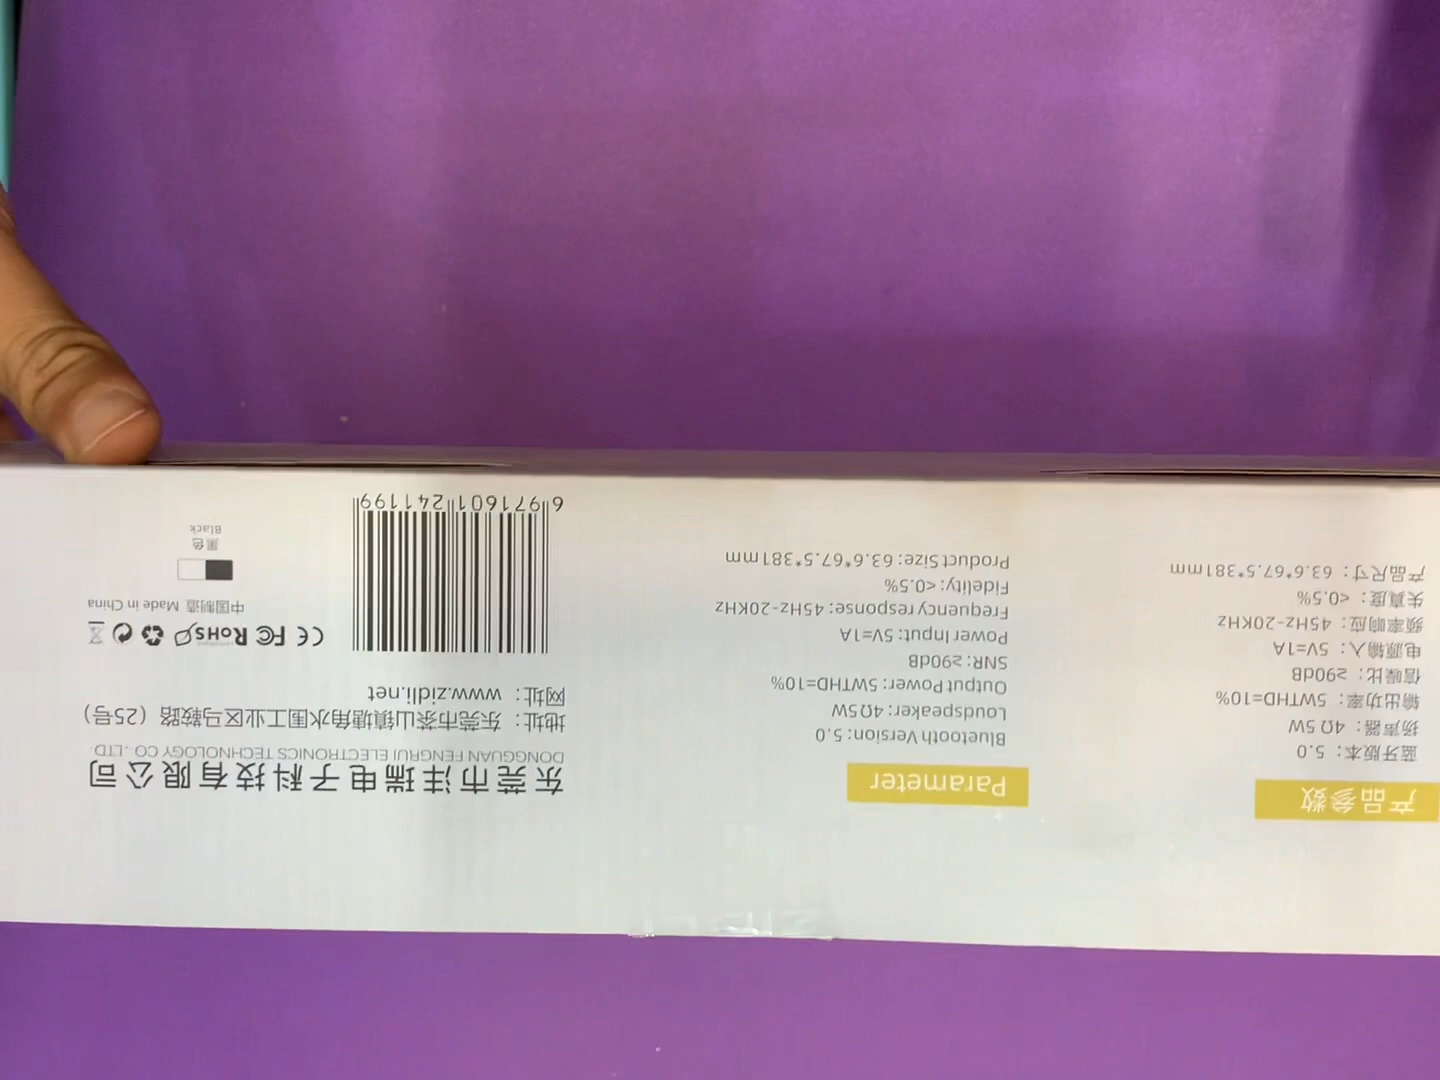 产品参数
蓝牙版本：5.0
扬声器：4Ω 5W
输出功率：5WTHD=10%
信噪比：≥90dB
电源输入：5V=1A
频率响应：45Hz-20KHz
失真度：<0.5%
产品尺寸：63.6*67.5*381mm
Parameter
Bluetooth Version: 5.0
Loudspeaker: 4Ω5W
Output Power: 5WTHD=10%
SNR: ≥90dB
Power Input: 5V=1A
Frequency response: 45Hz-20KHz
Fidelity: <0.5%
Product Size: 63.6*67.5*381mm
东莞市沣瑞电子科技有限公司
DONGGUAN FENGRUI ELECTRONICS TECHNOLOGY CO.,LTD
地址：东莞市茶山镇塘角水围工业区马鞍路（25号）
网址：www.zidli.net
CE FC RoHS
中国制造 Made in China
黑色
Black
6 971601 241199